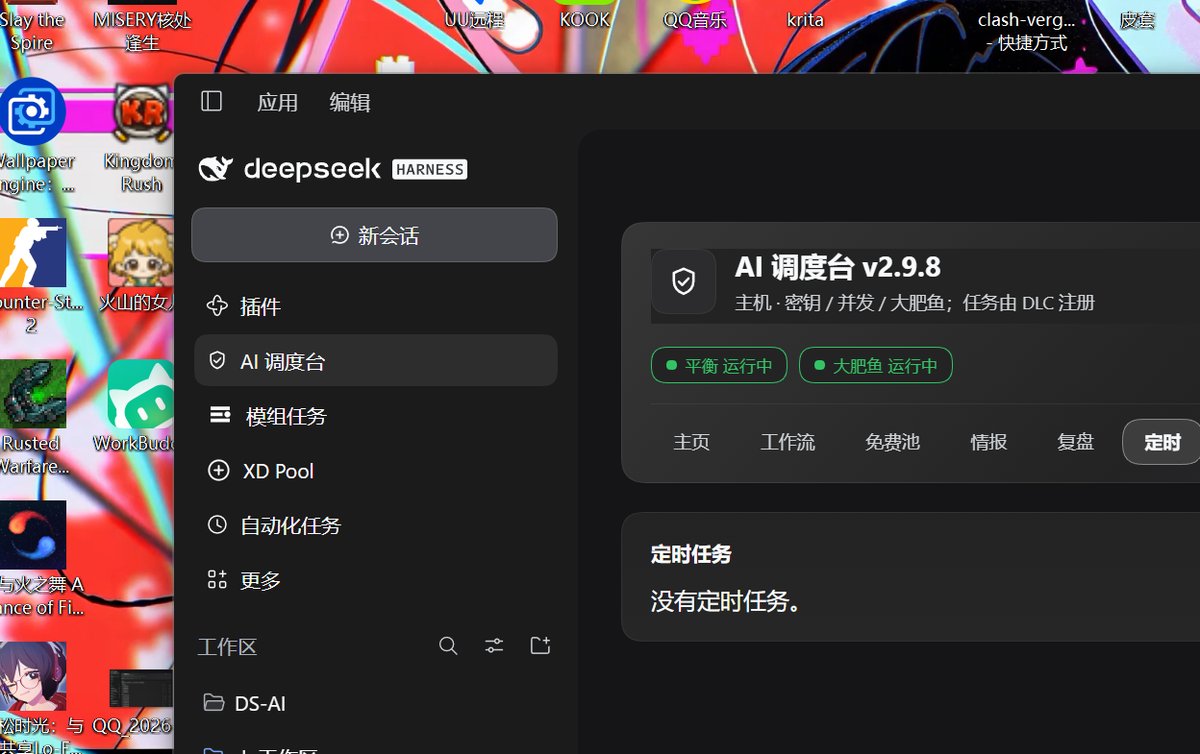 Slay the
Spire
MISERY核处
逢生
UU远程
KOOK
QQ音乐
krita
clash-verg...
- 快捷方式
皮套
Wallpaper
Engine：...
Kingdom
Rush
Counter-St...
2
火山的女儿
Rusted
Warfare...
WorkBuddy
与火之舞 A
Dance of Fi...
松时光：与
共享Lo-F...
QQ_2026
应用
编辑
deepseek HARNESS
新会话
插件
AI 调度台
模组任务
XD Pool
自动化任务
更多
工作区
DS-AI
AI 调度台 v2.9.8
主机 · 密钥 / 并发 / 大肥鱼；任务由 DLC 注册
平衡 运行中
大肥鱼 运行中
主页
工作流
免费池
情报
复盘
定时
定时任务
没有定时任务。